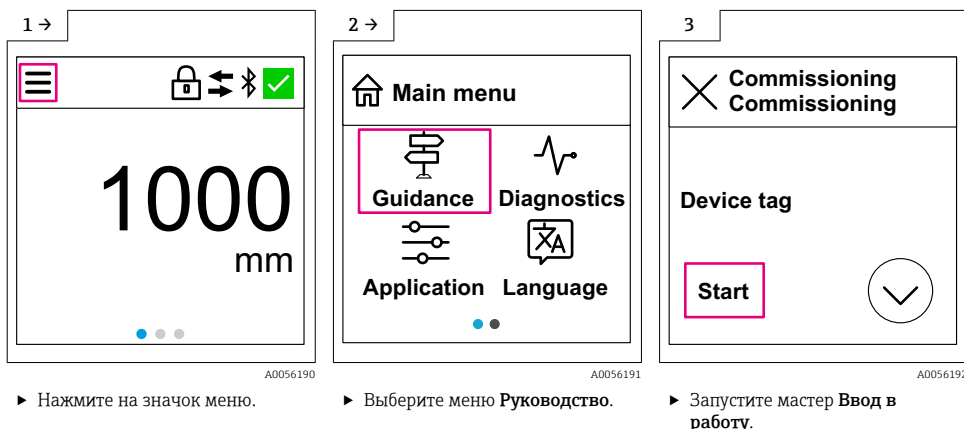 1 →
1000
mm
A0056190
▶ Нажмите на значок меню.
2 →
Main menu
Guidance
Diagnostics
Application
Language
A0056191
▶ Выберите меню Руководство.
3
Commissioning
Commissioning
Device tag
Start
A0056192
▶ Запустите мастер Ввод в
работу.